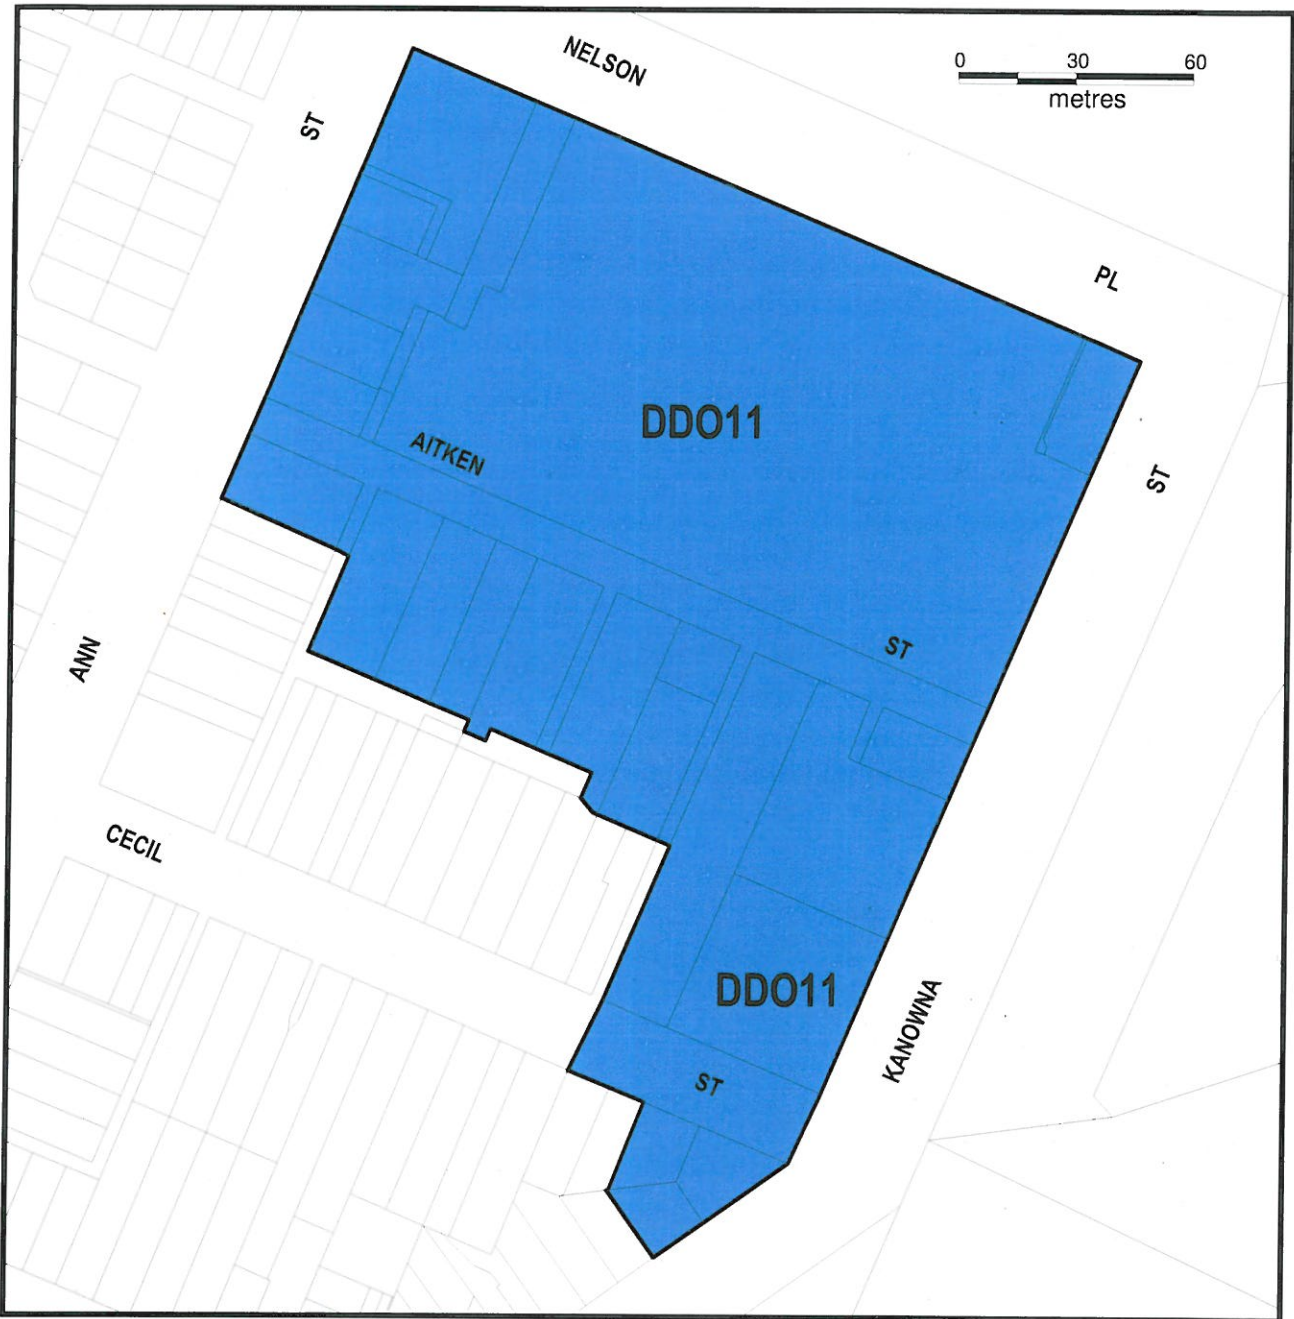 NELSON
0 30 60
metres
ST
PL
DDO11
AITKEN
ST
ST
ANN
CECIL
DDO11
KANOWNA
ST